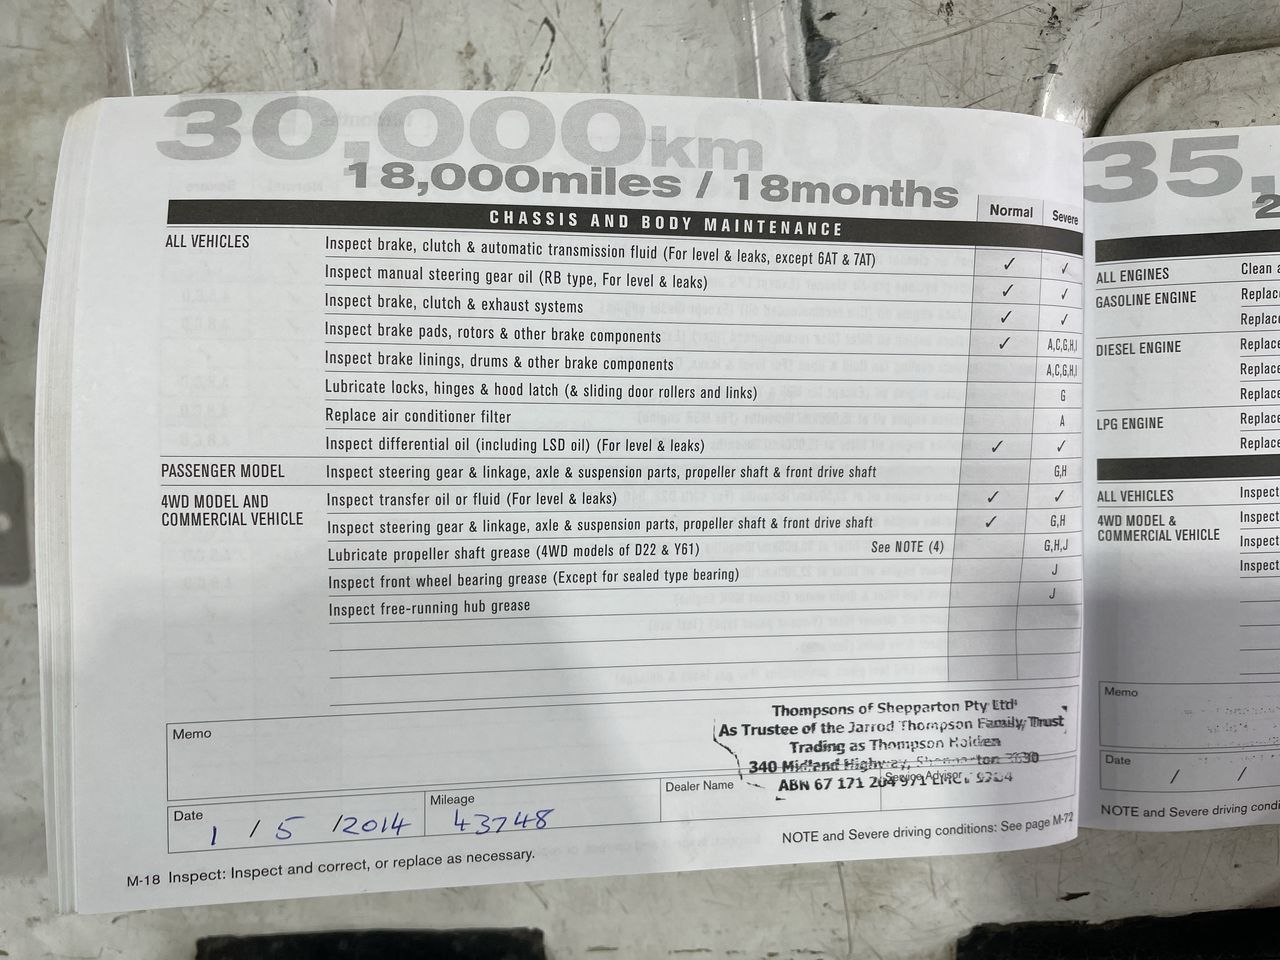 30,000km
18,000miles / 18months
CHASSIS AND BODY MAINTENANCE Normal Severe
ALL VEHICLES Inspect brake, clutch & automatic transmission fluid (For level & leaks, except 6AT & 7AT) ✓ ✓
Inspect manual steering gear oil (RB type, For level & leaks) ✓ ✓
Inspect brake, clutch & exhaust systems ✓ ✓
Inspect brake pads, rotors & other brake components ✓ A,C,G,H,I
Inspect brake linings, drums & other brake components A,C,G,H,I
Lubricate locks, hinges & hood latch (& sliding door rollers and links) G
Replace air conditioner filter A
Inspect differential oil (including LSD oil) (For level & leaks) ✓ ✓
PASSENGER MODEL Inspect steering gear & linkage, axle & suspension parts, propeller shaft & front drive shaft G,H
4WD MODEL AND Inspect transfer oil or fluid (For level & leaks) ✓ ✓
COMMERCIAL VEHICLE Inspect steering gear & linkage, axle & suspension parts, propeller shaft & front drive shaft ✓ G,H
Lubricate propeller shaft grease (4WD models of D22 & Y61) See NOTE (4) G,H,J
Inspect front wheel bearing grease (Except for sealed type bearing) J
Inspect free-running hub grease J
Memo
Thompsons of Shepparton Pty Ltd
As Trustee of the Jarrod Thompson Family Trust
Trading as Thompson Holden
340 Midland Highway, Shepparton 3630
Dealer Name ABN 67 171 204 971 Service Advisor
Date 1 / 5 /2014 Mileage 43748
NOTE and Severe driving conditions: See page M-72
M-18 Inspect: Inspect and correct, or replace as necessary.
35,
2
ALL ENGINES Clean
GASOLINE ENGINE Replace
Replace
DIESEL ENGINE Replace
Replace
Replace
LPG ENGINE Replace
Replace
ALL VEHICLES Inspect
4WD MODEL & Inspect
COMMERCIAL VEHICLE Inspect
Inspect
Memo
Date / /
NOTE and Severe driving condi